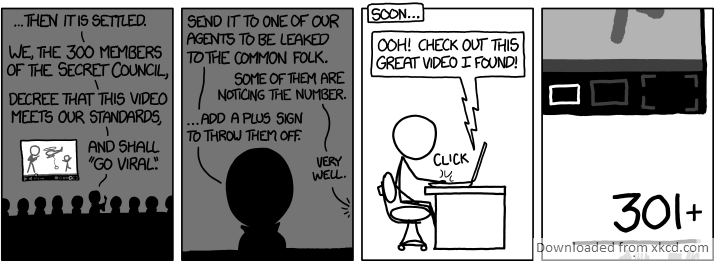 ...THEN IT IS SETTLED.
WE, THE 300 MEMBERS
OF THE SECRET COUNCIL,
DECREE THAT THIS VIDEO
MEETS OUR STANDARDS,
AND SHALL
"GO VIRAL."
SEND IT TO ONE OF OUR
AGENTS TO BE LEAKED
TO THE COMMON FOLK.
SOME OF THEM ARE
NOTICING THE NUMBER.
...ADD A PLUS SIGN
TO THROW THEM OFF.
VERY
WELL.
SOON...
OOH! CHECK OUT THIS
GREAT VIDEO I FOUND!
CLICK
301+
Downloaded from xkcd.com